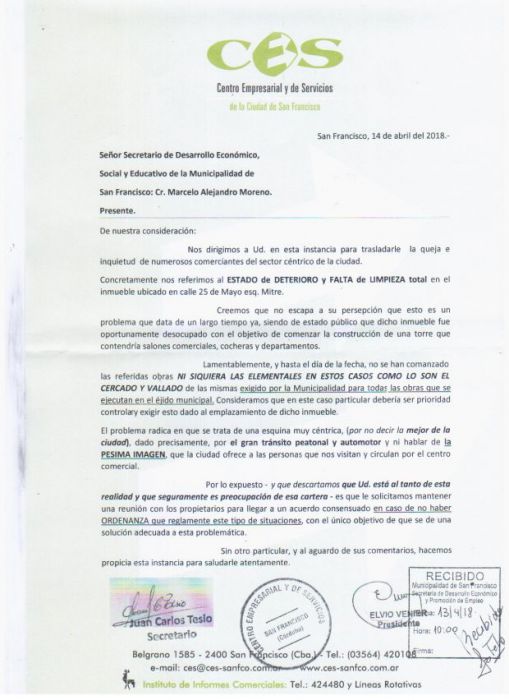 CES
Centro Empresarial y de Servicios
de la Ciudad de San Francisco
San Francisco, 14 de abril del 2018.-
Señor Secretario de Desarrollo Económico,
Social y Educativo de la Municipalidad de
San Francisco: Cr. Marcelo Alejandro Moreno.
Presente.
De nuestra consideración:
Nos dirigimos a Ud. en esta instancia para trasladarle la queja e
inquietud de numerosos comerciantes del sector céntrico de la ciudad.
Concretamente nos referimos al ESTADO de DETERIORO y FALTA de LIMPIEZA total en el
inmueble ubicado en calle 25 de Mayo esq. Mitre.
Creemos que no escapa a su persepción que esto es un
problema que data de un largo tiempo ya, siendo de estado público que dicho inmueble fue
oportunamente desocupado con el objetivo de comenzar la construcción de una torre que
contendría salones comerciales, cocheras y departamentos.
Lamentablemente, y hasta el día de la fecha, no se han comanzado
las referidas obras NI SIQUIERA LAS ELEMENTALES EN ESTOS CASOS COMO LO SON EL
CERCADO Y VALLADO de las mismas exigido por la Municipalidad para todas las obras que se
ejecutan en el éjido municipal. Consideramos que en este caso particular debería ser prioridad
controlary exigir esto dado al emplazamiento de dicho inmueble.
El problema radica en que se trata de una esquina muy céntrica, (por no decir la mejor de la
ciudad), dado precisamente, por el gran tránsito peatonal y automotor y ni hablar de la
PESIMA IMAGEN, que la ciudad ofrece a las personas que nos visitan y circulan por el centro
comercial.
Por lo expuesto - y que descartamos que Ud. está al tanto de esta
realidad y que seguramente es preocupación de esa cartera - es que le solicitamos mantener
una reunión con los propietarios para llegar a un acuerdo consensuado en caso de no haber
ORDENANZA que reglamente este tipo de situaciones, con el único objetivo de que se de una
solución adecuada a esta problemática.
Sin otro particular, y al aguardo de sus comentarios, hacemos
propicia esta instancia para saludarle atentamente.
Juan Carlos Teslo
Secretario
CENTRO EMPRESARIAL Y DE SERVICIOS
SAN FRANCISCO
(Córdoba)
ELVIO VENIER
Presidente
RECIBIDO
Municipalidad de San Francisco
Secretaría de Desarrollo Económico
y Promoción de Empleo
13/4/18
Hora: 10:00
Firma:
Recibido
Belgrano 1585 - 2400 San Francisco (Cba.) - Tel.: (03564) 420108
e-mail: ces@ces-sanfco.com.ar www.ces-sanfco.com.ar
Instituto de Informes Comerciales: Tel.: 424480 y Líneas Rotativas